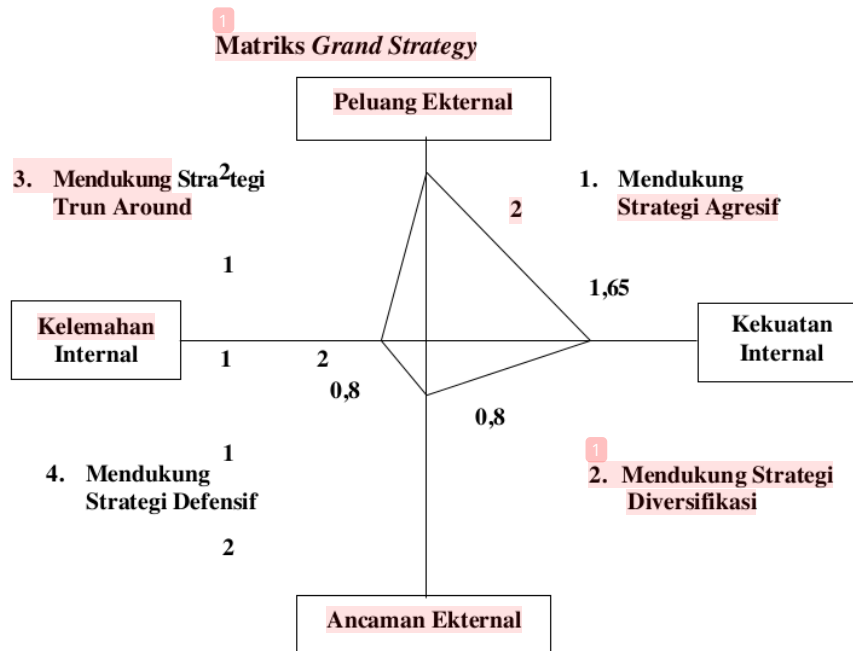 1
Matriks Grand Strategy
Peluang Ekternal
3. Mendukung Strategi
Trun Around
2
1. Mendukung
Strategi Agresif
2
1
1,65
Kelemahan
Internal
Kekuatan
Internal
1
2
0,8
0,8
1
4. Mendukung
Strategi Defensif
1
2. Mendukung Strategi
Diversifikasi
2
Ancaman Ekternal